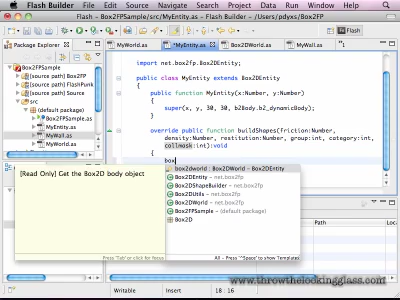 Flash Builder File Edit Source Navigate Search Project Run Window Help
Flash - Box2FPSample/src/MyEntity.as - Flash Builder - /Users/pdyxs/Box2FP
Flash
Package Explorer
MyWorld.as *MyEntity.as Box2DWorld.as MyWall.as
Box2FPSample
[source path] Box2FP
[source path] FlashPunk
[source path] Box2D
src
(default package)
Box2FPSample.as
MyEntity.as
MyWall.as
MyWorld.as
import net.box2fp.Box2DEntity;
public class MyEntity extends Box2DEntity
{
public function MyEntity(x:Number, y:Number)
{
super(x, y, 30, 30, b2Body.b2_dynamicBody);
}
override public function buildShapes(friction:Number,
density:Number, restitution:Number, group:int, category:int,
collmask:int):void
{
box
[Read Only] Get the Box2D body object
box2dworld : Box2DWorld - Box2DEntity
Box2DEntity - net.box2fp
Box2DShapeBuilder - net.box2fp
Box2DUtils - net.box2fp
Box2DWorld - net.box2fp
Box2FPSample - (default package)
Box2D
Press 'Tab' or click for focus
All - Press '^Space' to show Templates
Path Location
Writable Insert 18 : 16
www.throwthelookingglass.com